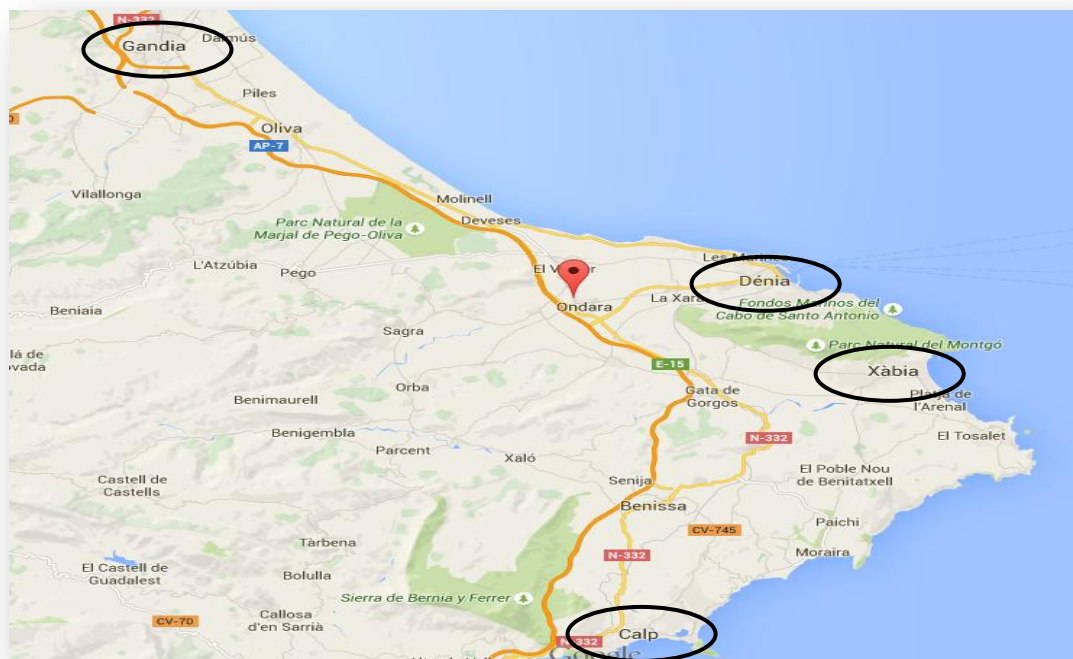 N-332
Gandia
Daimús
Piles
Oliva
AP-7
Vilallonga
Molinell
Parc Natural de la
Marjal de Pego-Oliva
Deveses
L'Atzúbia
Pego
Les Marines
El Verger
Dénia
Beniaia
Ondara
La Xara
Fondos Marinos del
Cabo de Santo Antonio
Sagra
Parc Natural del Montgó
E-15
Xàbia
Orba
Gata de
Gorgos
Platja de
l'Arenal
Benimaurell
Benigembla
N-332
El Tosalet
Parcent
Xaló
El Poble Nou
de Benitatxell
Castell de
Castells
Senija
Benissa
CV-745
Paichi
Tàrbena
N-332
Moraira
El Castell de
Guadalest
Bolulla
Sierra de Bernia y Ferrer
Callosa
d'en Sarrià
CV-70
Calp
N-332
Google